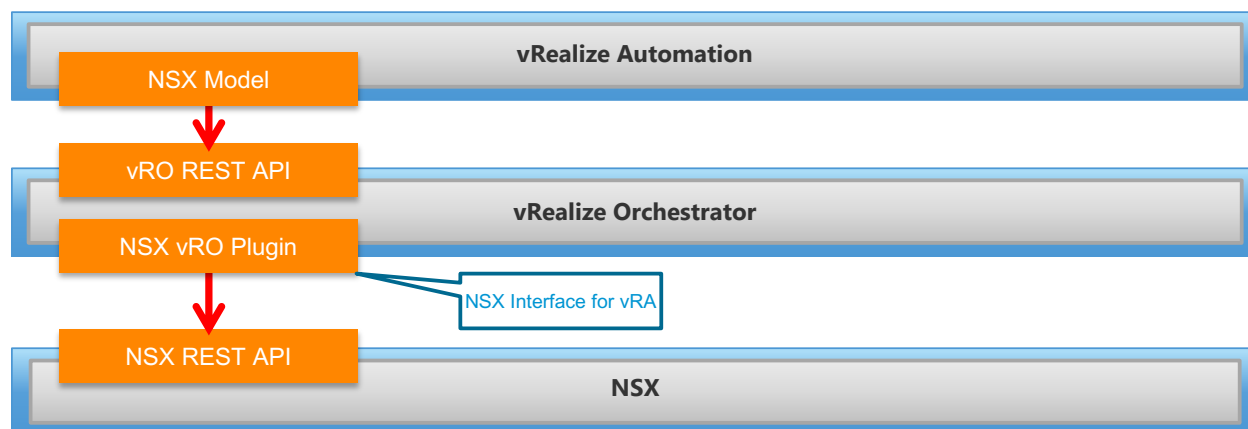 vRealize Automation
NSX Model
vRO REST API
vRealize Orchestrator
NSX vRO Plugin
NSX Interface for vRA
NSX REST API
NSX